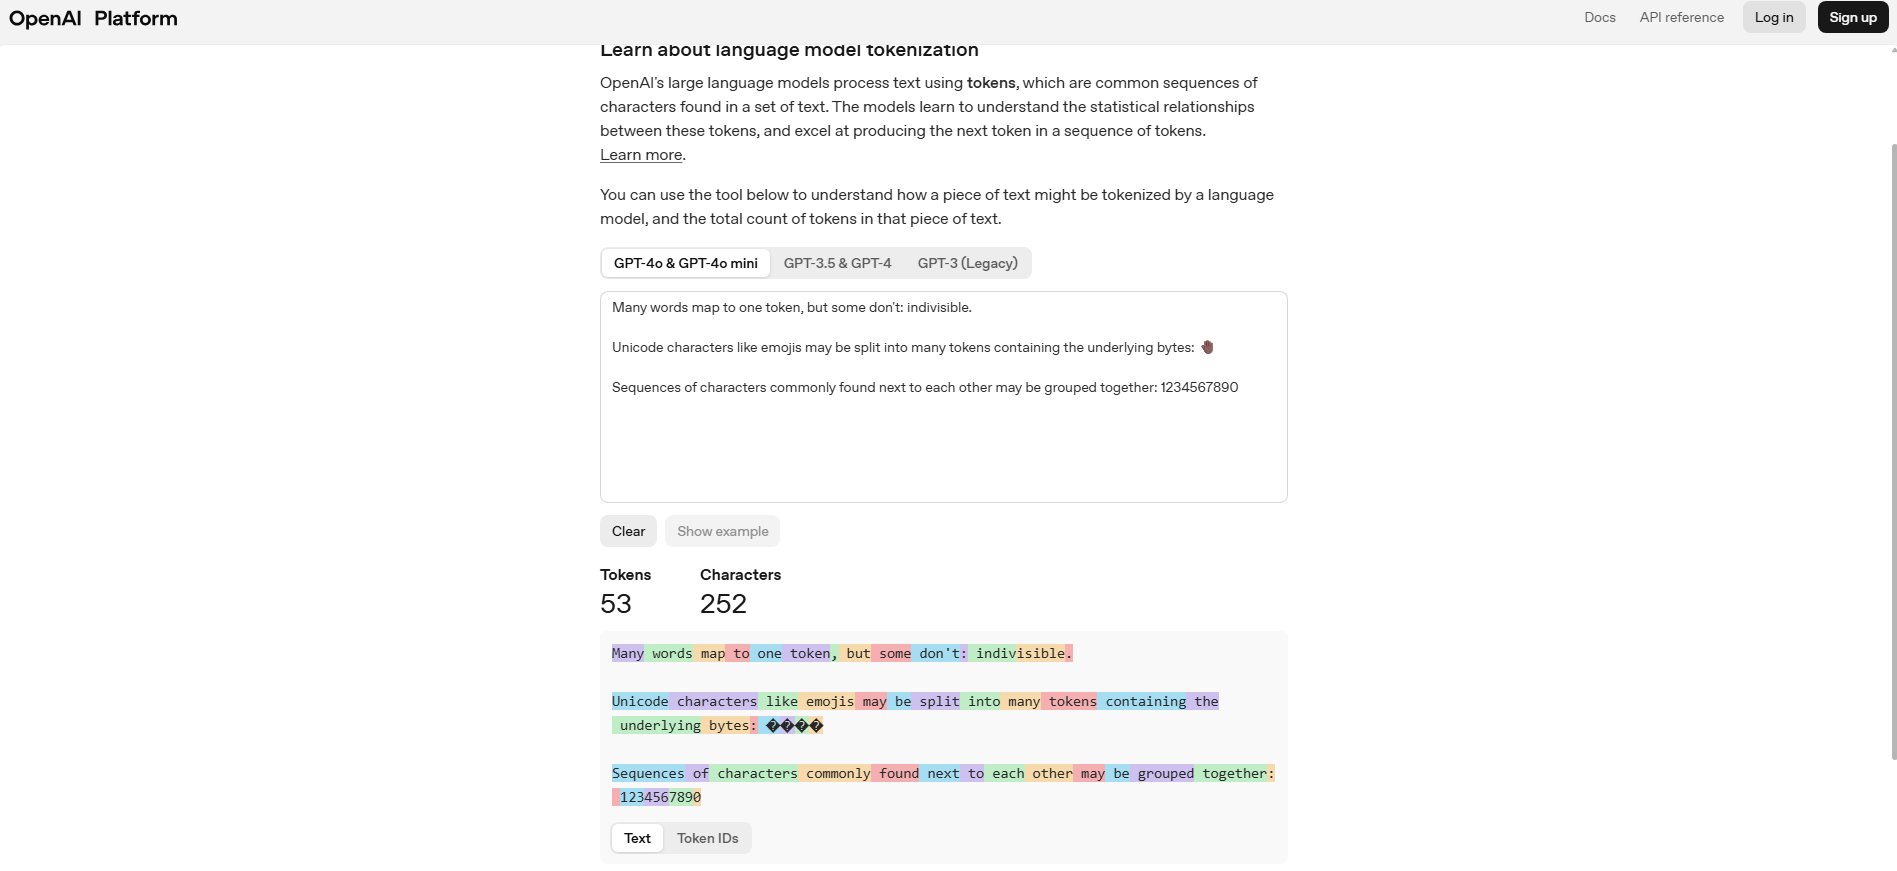 OpenAI Platform
Docs
API reference
Log in
Sign up
Learn about language model tokenization
OpenAI's large language models process text using tokens, which are common sequences of
characters found in a set of text. The models learn to understand the statistical relationships
between these tokens, and excel at producing the next token in a sequence of tokens.
Learn more.
You can use the tool below to understand how a piece of text might be tokenized by a language
model, and the total count of tokens in that piece of text.
GPT-4o & GPT-4o mini
GPT-3.5 & GPT-4
GPT-3 (Legacy)
Many words map to one token, but some don't: indivisible.
Unicode characters like emojis may be split into many tokens containing the underlying bytes: 🤚🏿
Sequences of characters commonly found next to each other may be grouped together: 1234567890
Clear
Show example
Tokens
Characters
53
252
Many words map to one token, but some don't: indivisible.
Unicode characters like emojis may be split into many tokens containing the
underlying bytes: ����
Sequences of characters commonly found next to each other may be grouped together:
1234567890
Text
Token IDs